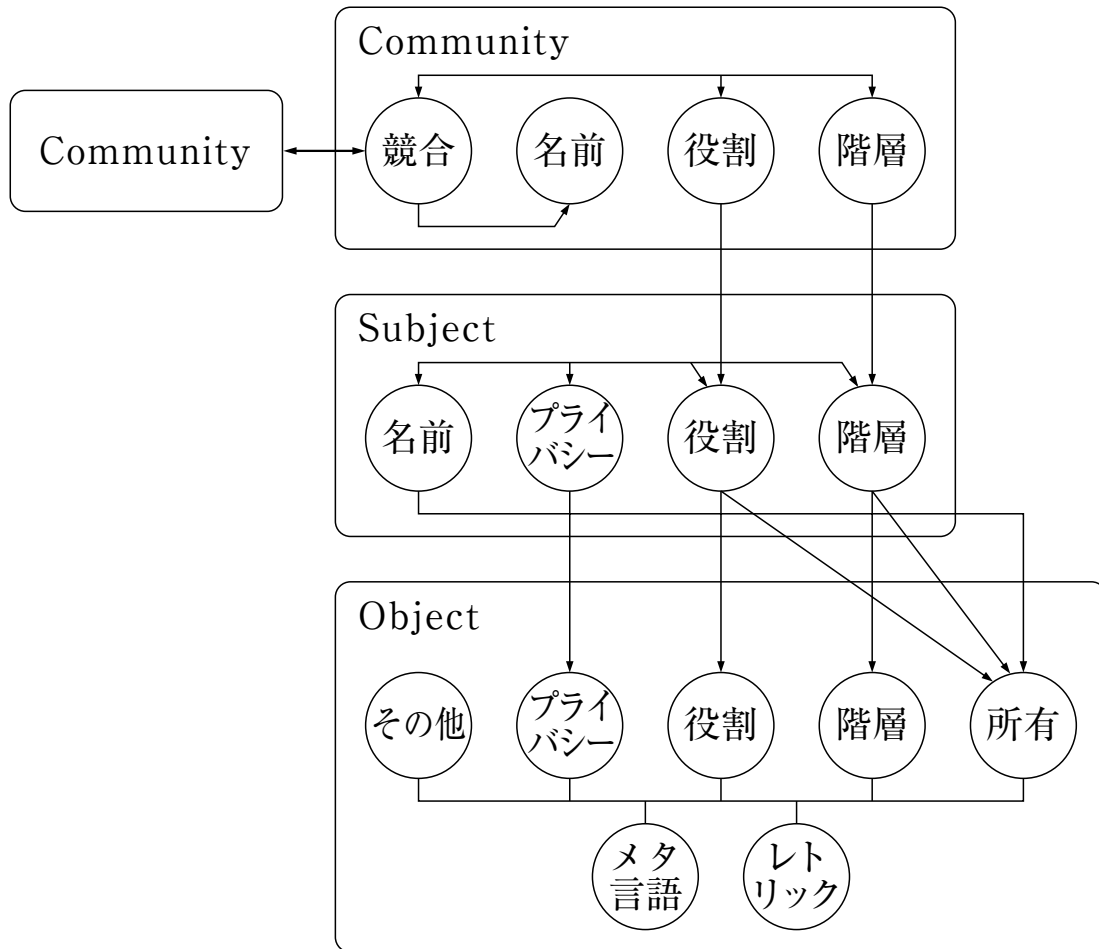 Community
Community
競合
名前
役割
階層
Subject
名前
プライ
バシー
役割
階層
Object
その他
プライ
バシー
役割
階層
所有
メタ
言語
レト
リック